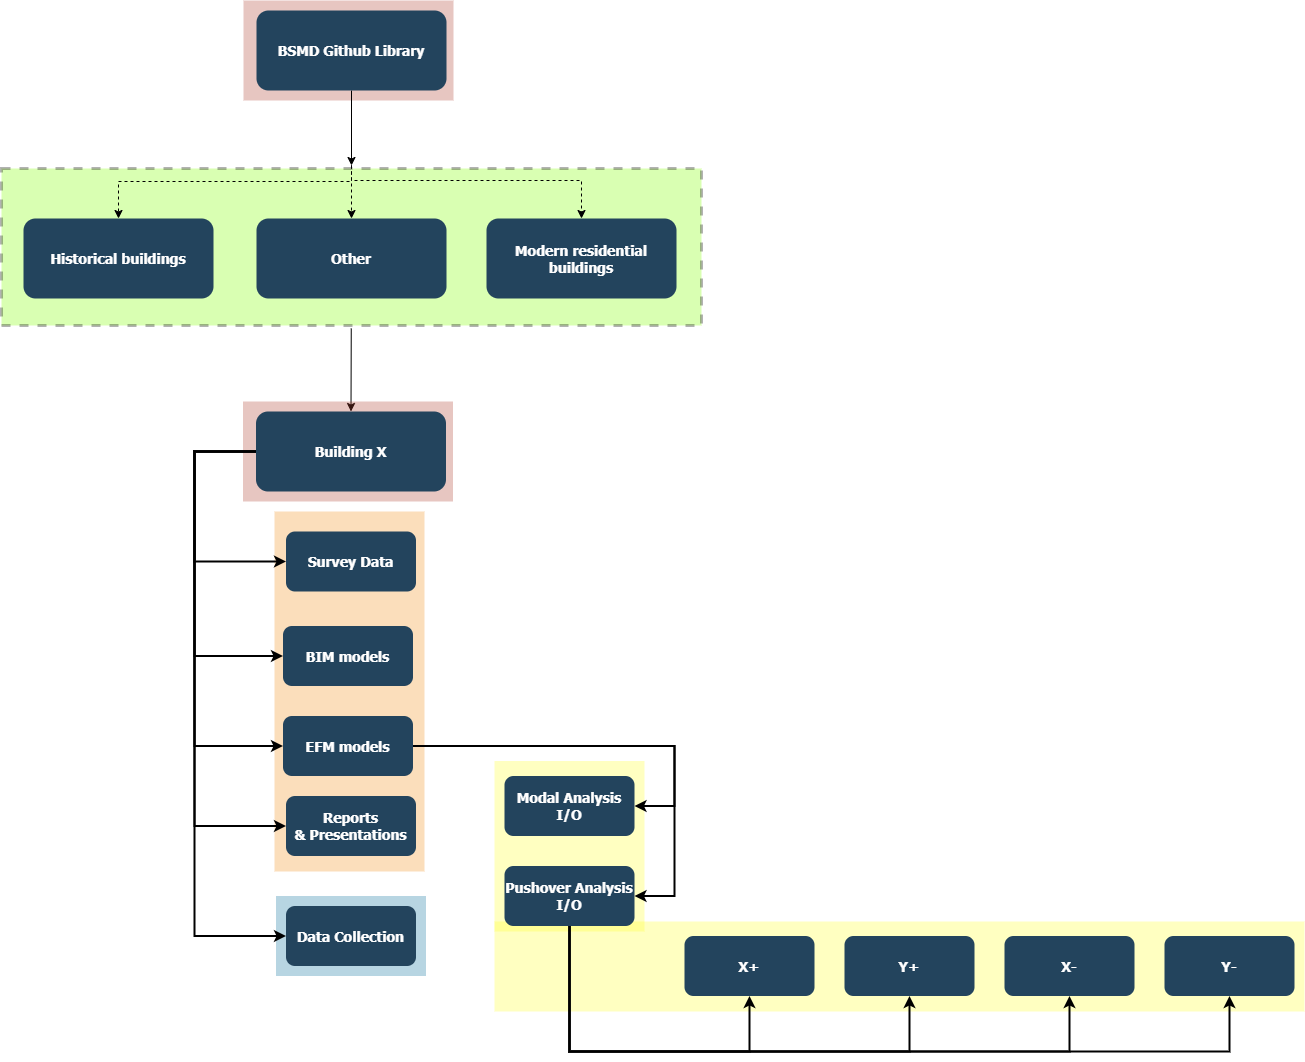 BSMD Github Library
Historical buildings
Other
Modern residential
buildings
Building X
Survey Data
BIM models
EFM models
Reports
& Presentations
Data Collection
Modal Analysis
I/O
Pushover Analysis
I/O
X+
Y+
X-
Y-